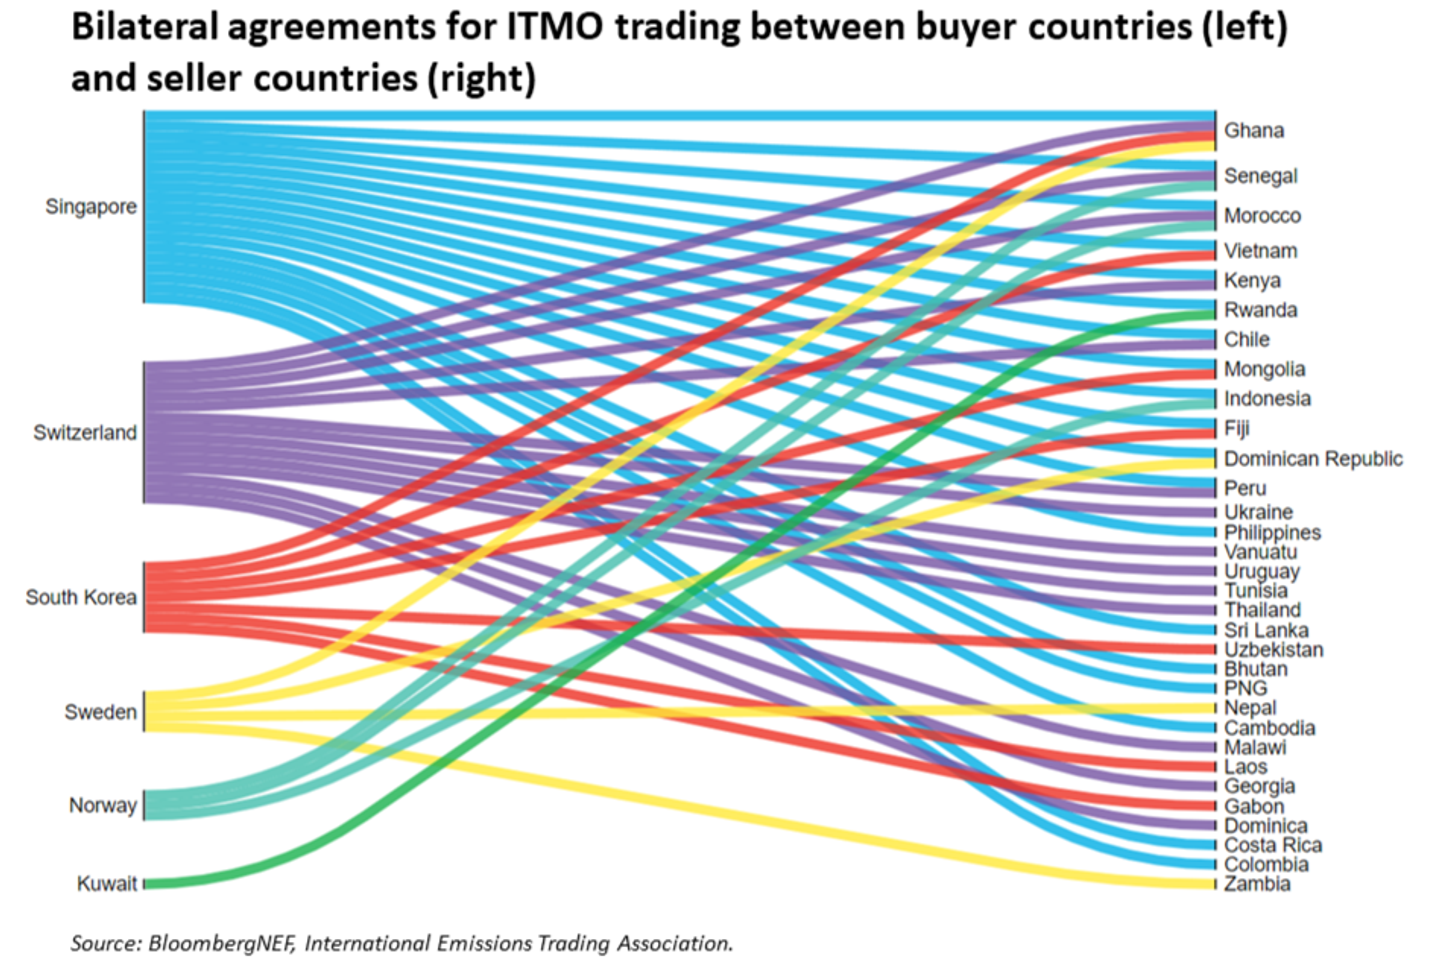 Bilateral agreements for ITMO trading between buyer countries (left)
and seller countries (right)
Singapore
Switzerland
South Korea
Sweden
Norway
Kuwait
Ghana
Senegal
Morocco
Vietnam
Kenya
Rwanda
Chile
Mongolia
Indonesia
Fiji
Dominican Republic
Peru
Ukraine
Philippines
Vanuatu
Uruguay
Tunisia
Thailand
Sri Lanka
Uzbekistan
Bhutan
PNG
Nepal
Cambodia
Malawi
Laos
Georgia
Gabon
Dominica
Costa Rica
Colombia
Zambia
Source: BloombergNEF, International Emissions Trading Association.